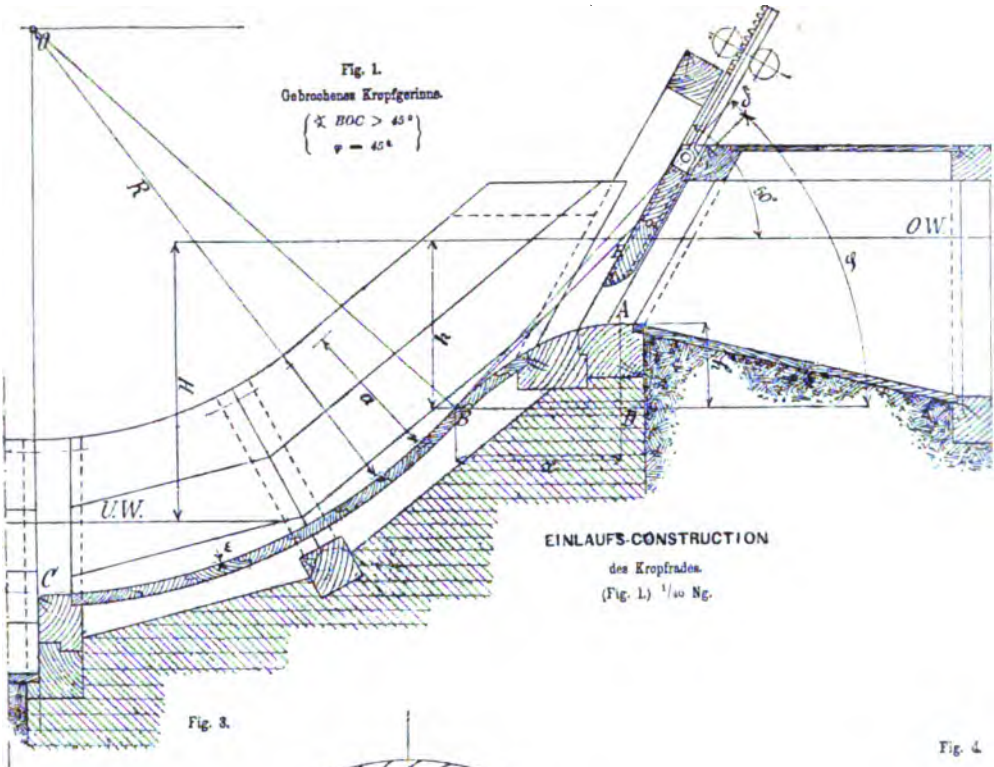 Fig. 1.
Gebrochenes Kropfgerinne.
∢ BOC > 45°
φ = 45°
O
R
S
OW.
φ
A
h
H
a
y
B
B
d
U.W.
ε
C
EINLAUFS-CONSTRUCTION
des Kropfrades.
(Fig. 1.) 1/40 Ng.
Fig. 3.
Fig. 4.